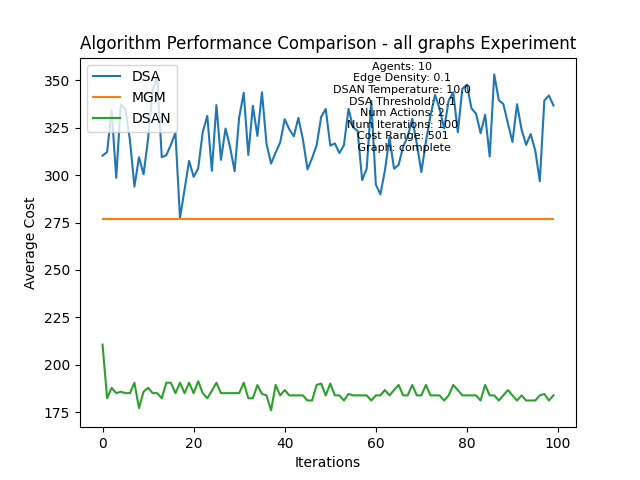 Algorithm Performance Comparison - all graphs Experiment
DSA
MGM
DSAN
Agents: 10
Edge Density: 0.1
DSAN Temperature: 10.0
DSA Threshold: 0.1
Num Actions: 2
Num Iterations: 100
Cost Range: 501
Graph: complete
350
325
300
275
250
225
200
175
Average Cost
0 20 40 60 80 100
Iterations